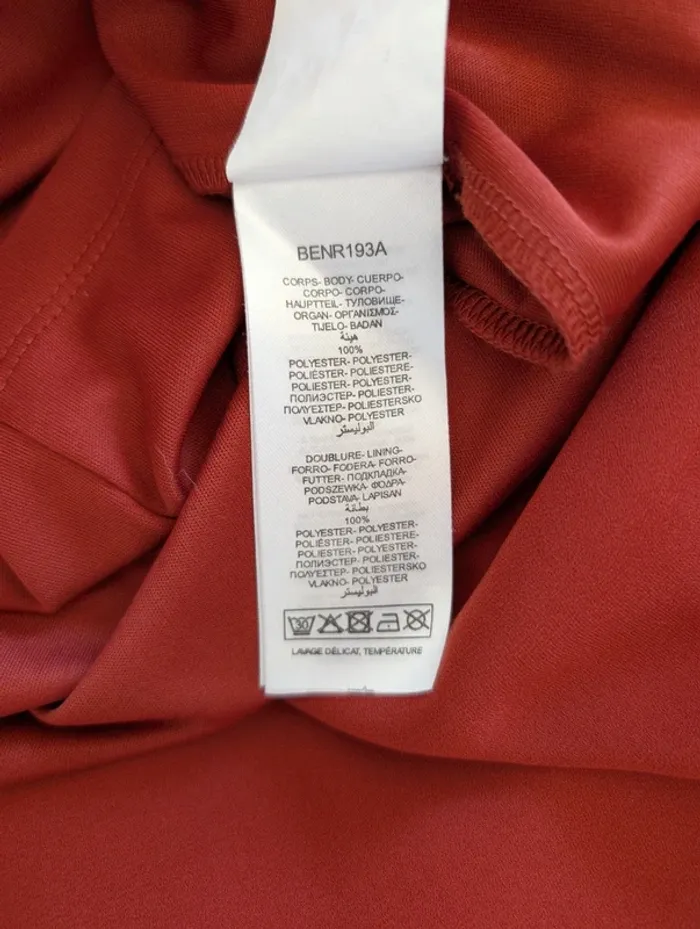 BENR193A
CORPS- BODY- CUERPO-
CORPO- CORPO-
HAUPTTEIL- ТУЛОВИЩЕ-
ORGAN- ΟΡΓΑΝΙΣΜΟΣ-
TIJELO- BADAN
هيئة
100%
POLYESTER- POLYESTER-
POLIÉSTER- POLIESTERE-
POLIESTER- POLYESTER-
ПОЛИЭСТЕР- POLIESTER-
ΠΟΛΥΕΣΤΕΡ- POLIESTERSKO
VLAKNO- POLYESTER
البوليستر
DOUBLURE- LINING-
FORRO- FODERA- FORRO-
FUTTER- ПОДКЛАДКА-
PODSZEWKA- ΦΟΔΡΑ-
PODSTAVA- LAPISAN
بطانة
100%
POLYESTER- POLYESTER-
POLIÉSTER- POLIESTERE-
POLIESTER- POLYESTER-
ПОЛИЭСТЕР- POLIESTER-
ΠΟΛΥΕΣΤΕΡ- POLIESTERSKO
VLAKNO- POLYESTER
البوليستر
30
LAVAGE DÉLICAT, TEMPÉRATURE